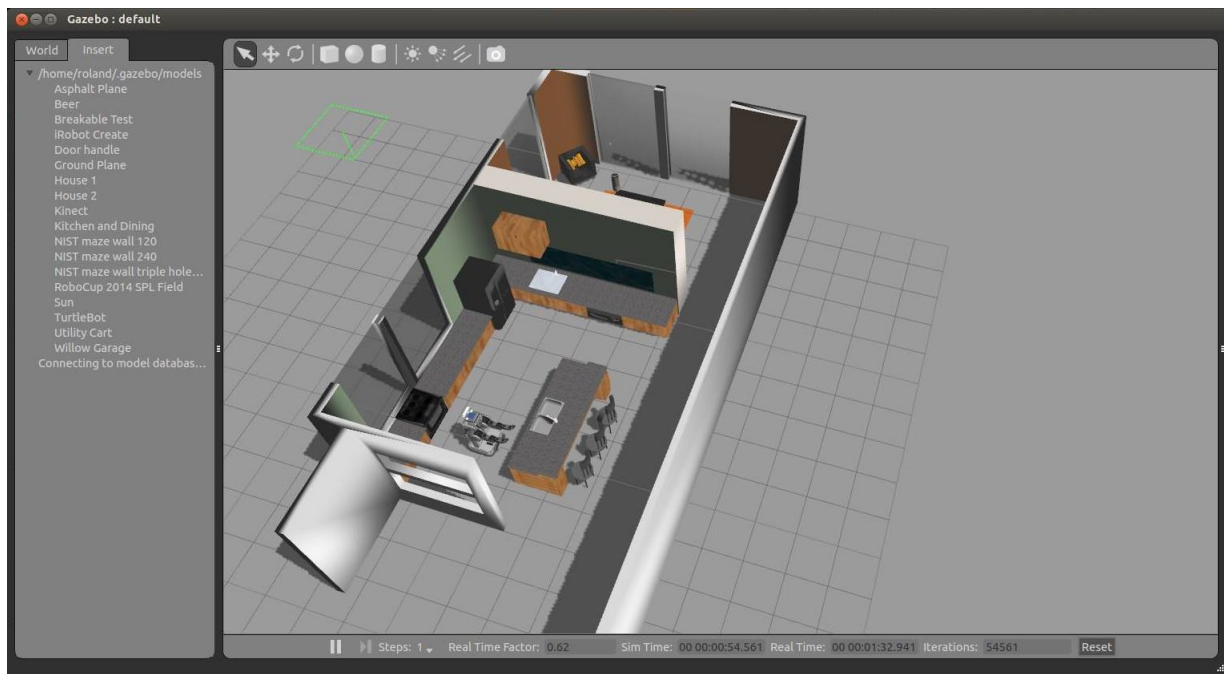 Gazebo : default
World Insert
/home/roland/.gazebo/models
Asphalt Plane
Beer
Breakable Test
iRobot Create
Door handle
Ground Plane
House 1
House 2
Kinect
Kitchen and Dining
NIST maze wall 120
NIST maze wall 240
NIST maze wall triple hole...
RoboCup 2014 SPL Field
Sun
TurtleBot
Utility Cart
Willow Garage
Connecting to model databas...
Steps: 1 Real Time Factor: 0.62 Sim Time: 00 00:00:54.561 Real Time: 00 00:01:32.941 Iterations: 54561 Reset